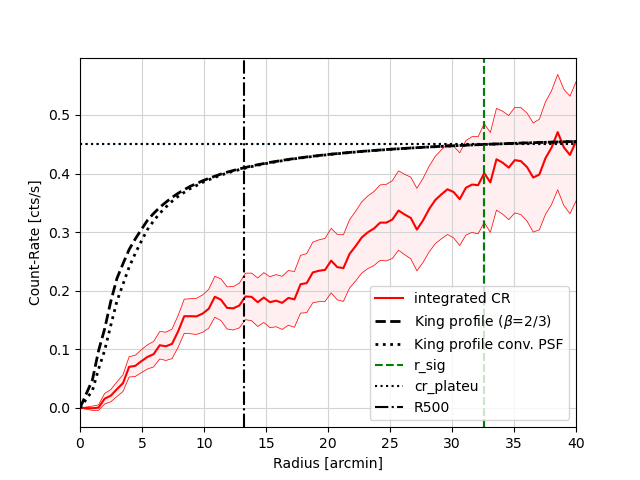 Count-Rate [cts/s]
0.5
0.4
0.3
0.2
0.1
0.0
integrated CR
King profile (β=2/3)
King profile conv. PSF
r_sig
cr_plateu
R500
0 5 10 15 20 25 30 35 40
Radius [arcmin]